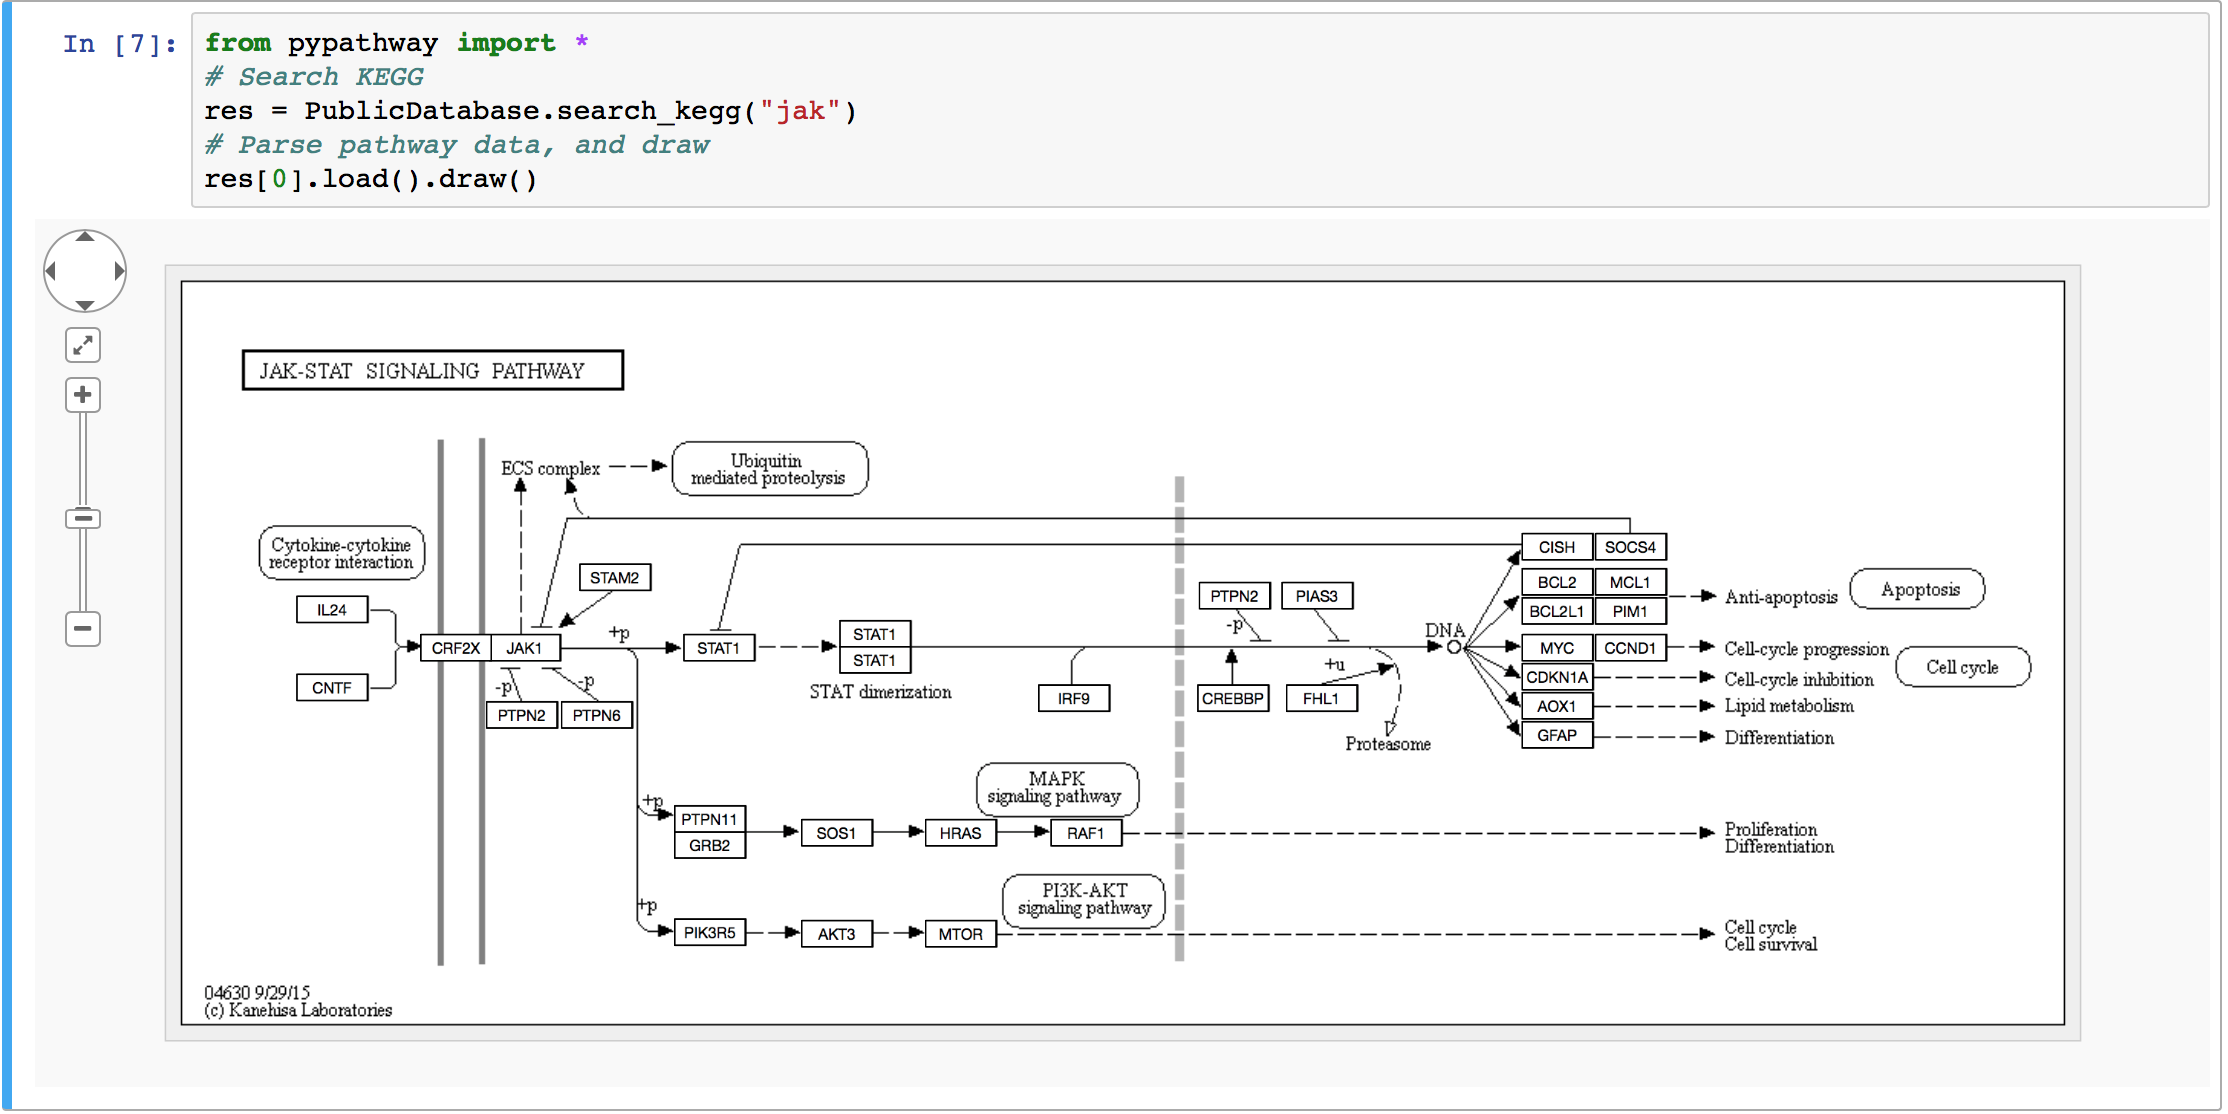 In [7]:
from pypathway import *
# Search KEGG
res = PublicDatabase.search_kegg("jak")
# Parse pathway data, and draw
res[0].load().draw()
JAK-STAT SIGNALING PATHWAY
ECS complex
Ubiquitin
mediated proteolysis
Cytokine-cytokine
receptor interaction
STAM2
CISH
SOCS4
BCL2
MCL1
BCL2L1
PIM1
Anti-apoptosis
Apoptosis
IL24
PTPN2
PIAS3
-p
DNA
CRF2X
JAK1
+p
STAT1
STAT1
STAT1
STAT dimerization
MYC
CCND1
Cell-cycle progression
Cell cycle
CNTF
-p
-p
PTPN2
PTPN6
IRF9
CREBBP
+u
FHL1
Proteasome
CDKN1A
Cell-cycle inhibition
AOX1
Lipid metabolism
GFAP
Differentiation
MAPK
signaling pathway
+p
PTPN11
GRB2
SOS1
HRAS
RAF1
Proliferation
Differentiation
PI3K-AKT
signaling pathway
+p
PIK3R5
AKT3
MTOR
Cell cycle
Cell survival
04630 9/29/15
(c) Kanehisa Laboratories